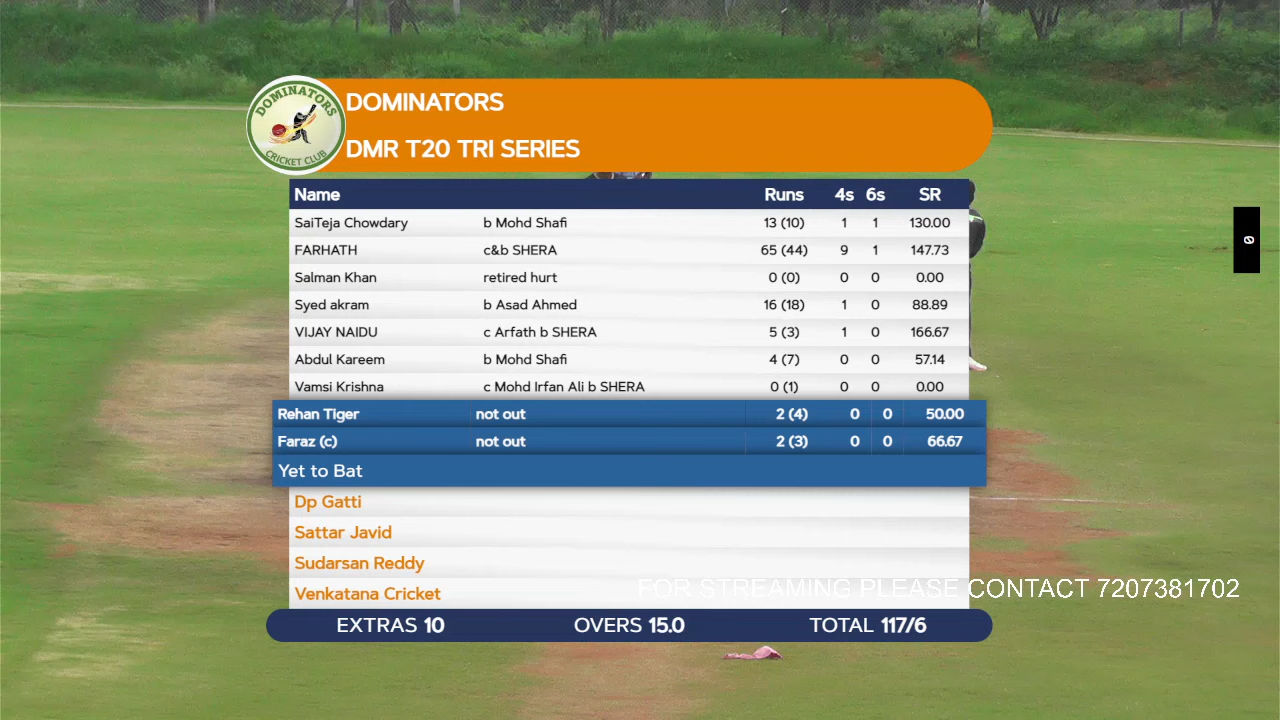 DOMINATORS
CRICKET CLUB
DOMINATORS
DMR T20 TRI SERIES
Name Runs 4s 6s SR
SaiTeja Chowdary b Mohd Shafi 13 (10) 1 1 130.00
FARHATH c&b SHERA 65 (44) 9 1 147.73
Salman Khan retired hurt 0 (0) 0 0 0.00
Syed akram b Asad Ahmed 16 (18) 1 0 88.89
VIJAY NAIDU c Arfath b SHERA 5 (3) 1 0 166.67
Abdul Kareem b Mohd Shafi 4 (7) 0 0 57.14
Vamsi Krishna c Mohd Irfan Ali b SHERA 0 (1) 0 0 0.00
Rehan Tiger not out 2 (4) 0 0 50.00
Faraz (c) not out 2 (3) 0 0 66.67
Yet to Bat
Dp Gatti
Sattar Javid
Sudarsan Reddy
Venkatana Cricket
FOR STREAMING PLEASE CONTACT 7207381702
EXTRAS 10 OVERS 15.0 TOTAL 117/6
0